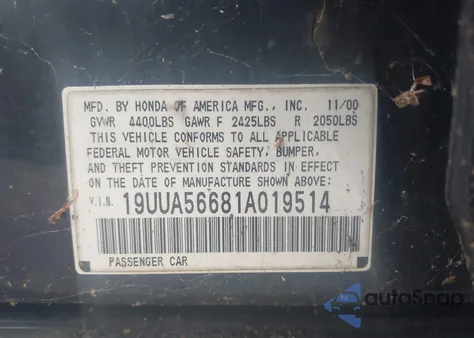 MFD. BY HONDA OF AMERICA MFG., INC. 11/00
GVWR 4400LBS GAWR F 2425LBS R 2050LBS
THIS VEHICLE CONFORMS TO ALL APPLICABLE
FEDERAL MOTOR VEHICLE SAFETY, BUMPER,
AND THEFT PREVENTION STANDARDS IN EFFECT
ON THE DATE OF MANUFACTURE SHOWN ABOVE:
V.I.N. 19UUA56681A019514
PASSENGER CAR
autoSnap